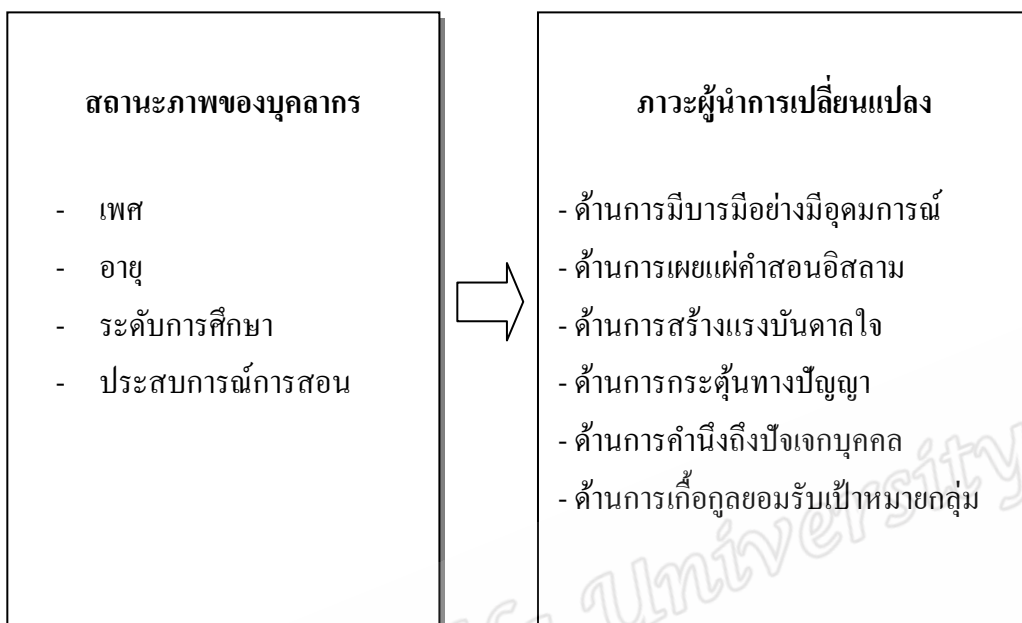 สถานะภาพของบุคลากร
- เพศ
- อายุ
- ระดับการศึกษา
- ประสบการณ์การสอน
ภาวะผู้นำการเปลี่ยนแปลง
- ด้านการมีบารมีอย่างมีอุดมการณ์
- ด้านการเผยแผ่คำสอนอิสลาม
- ด้านการสร้างแรงบันดาลใจ
- ด้านการกระตุ้นทางปัญญา
- ด้านการคำนึงถึงปัจเจกบุคคล
- ด้านการเกื้อกูลยอมรับเป้าหมายกลุ่ม
University